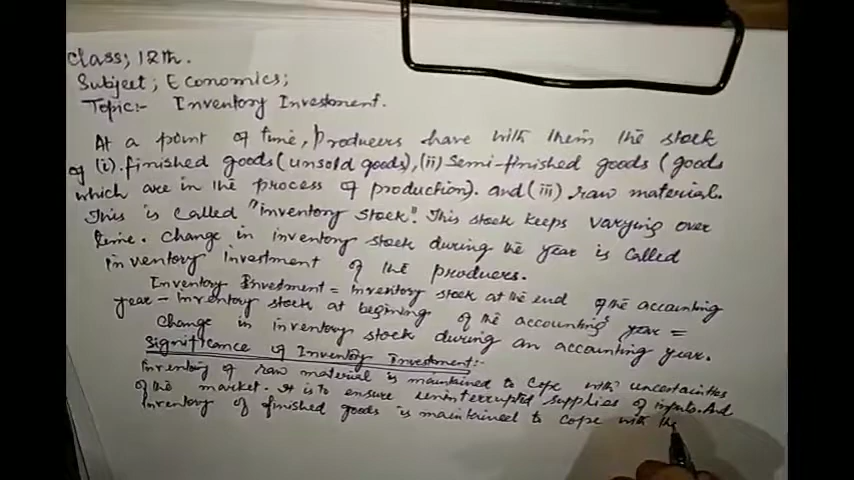 Class; 12th.
Subject; Economics;
Topic:- Inventory Investment.
At a point of time, Producers have with them the stock
of (i). finished goods (unsold goods), (ii) Semi-finished goods (goods
which are in the process of production). and (iii) raw material.
This is called "inventory stock". This stock keeps varying over
time. Change in inventory stock during the year is called
inventory investment of the producers.
Inventory Investment = inventory stock at the end of the accounting
year - inventory stock at begining of the accounting year =
change in inventory stock during an accounting year.
Significance of Inventory Investment:-
Inventory of raw material is maintained to cope with uncertainties
of the market. It is to ensure uninterrupted supplies of inputs. And
Inventory of finished goods is maintained to cope with